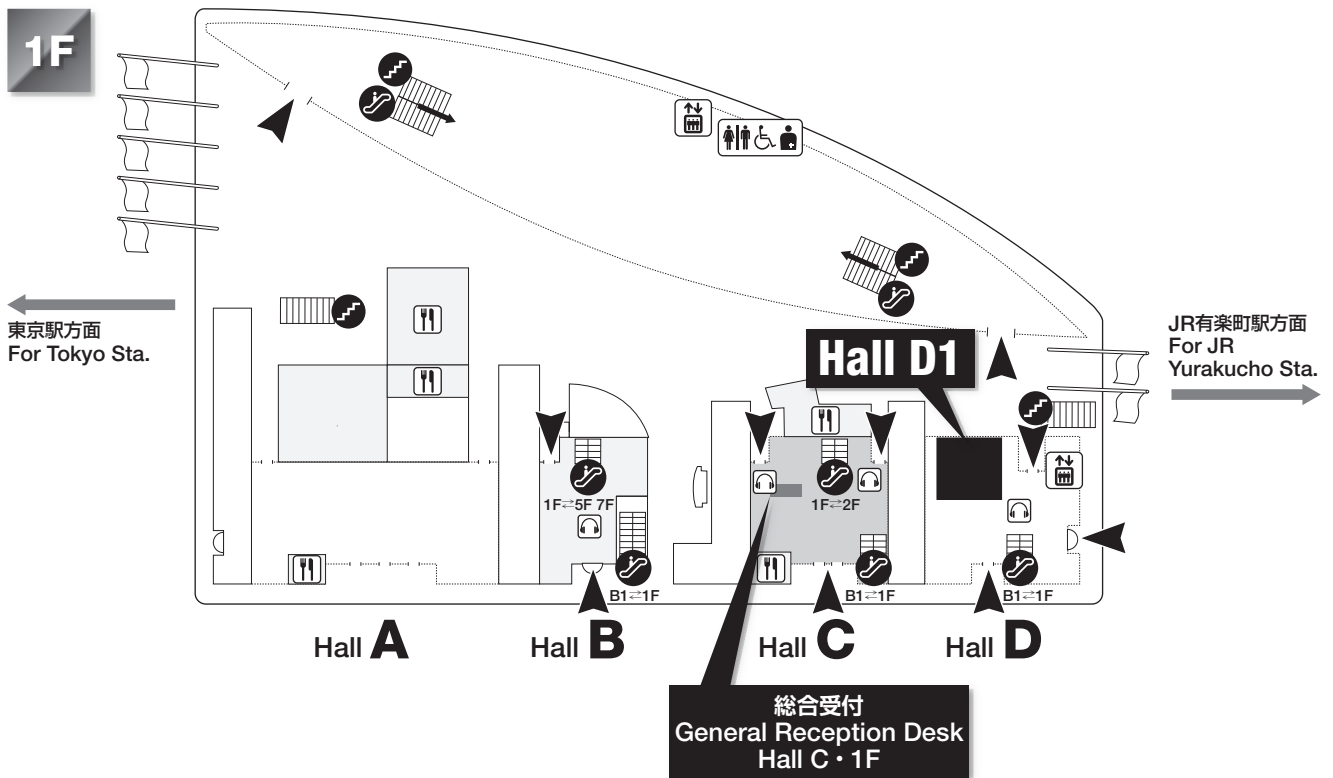 1F
東京駅方面
For Tokyo Sta.
JR有楽町駅方面
For JR
Yurakucho Sta.
Hall D1
1F⇄5F 7F
1F⇄2F
B1⇄1F
B1⇄1F
B1⇄1F
Hall A
Hall B
Hall C
Hall D
総合受付
General Reception Desk
Hall C・1F